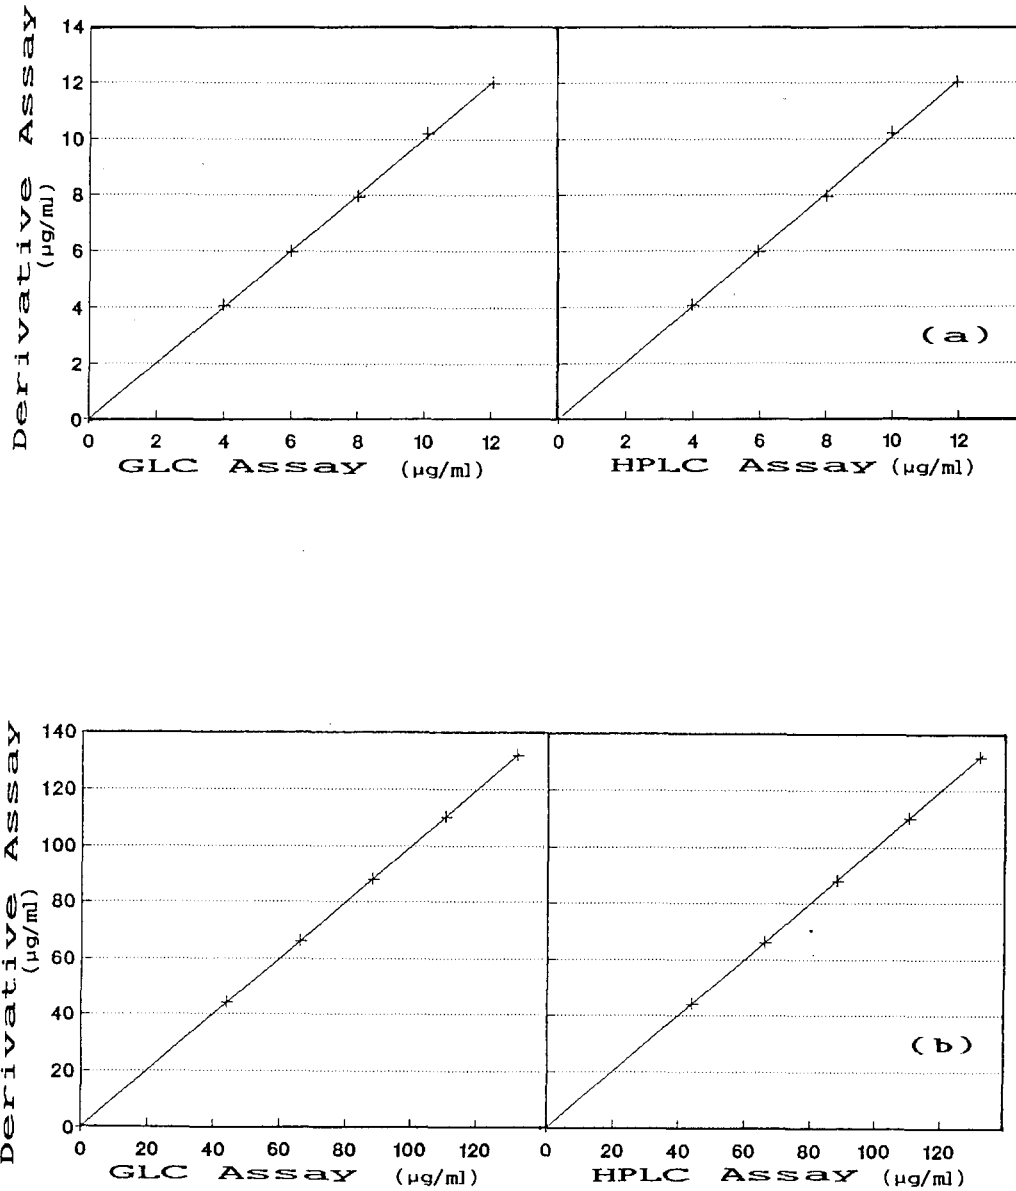 Derivative Assay
(µg/ml)
14
12
10
8
6
4
2
0
0 2 4 6 8 10 12
GLC Assay (µg/ml)
(a)
0 2 4 6 8 10 12
HPLC Assay (µg/ml)
Derivative Assay
(µg/ml)
140
120
100
80
60
40
20
0
0 20 40 60 80 100 120
GLC Assay (µg/ml)
(b)
0 20 40 60 80 100 120
HPLC Assay (µg/ml)